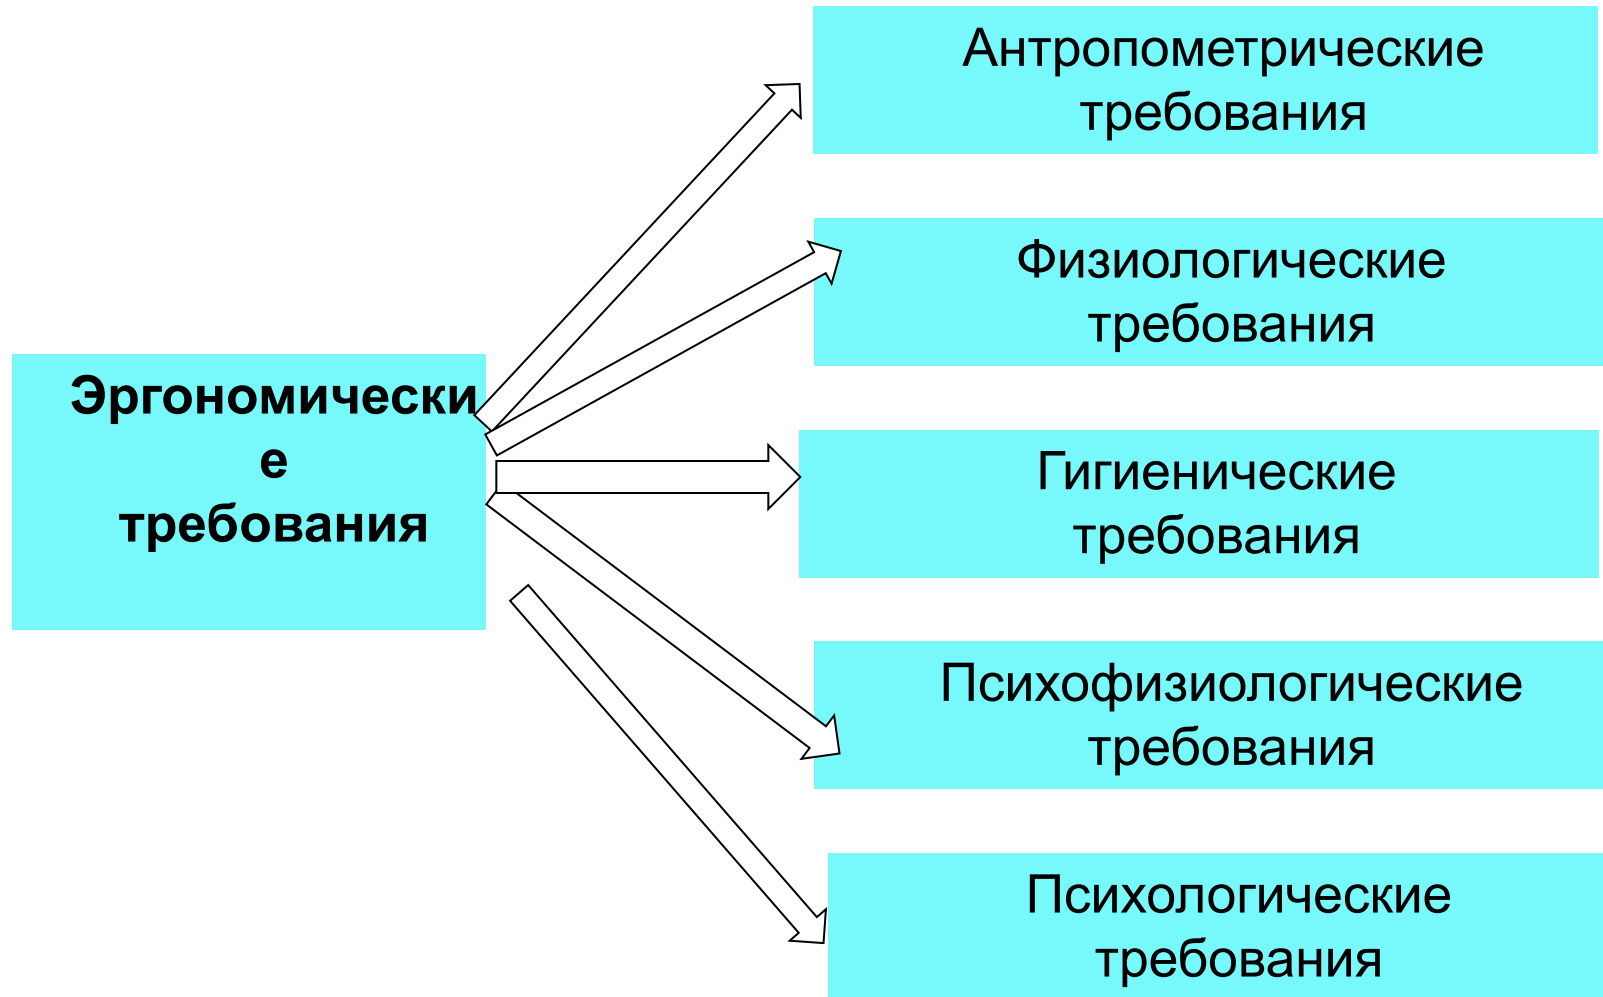 Антропометрические
требования
Физиологические
требования
Эргономически
е
требования
Гигиенические
требования
Психофизиологические
требования
Психологические
требования